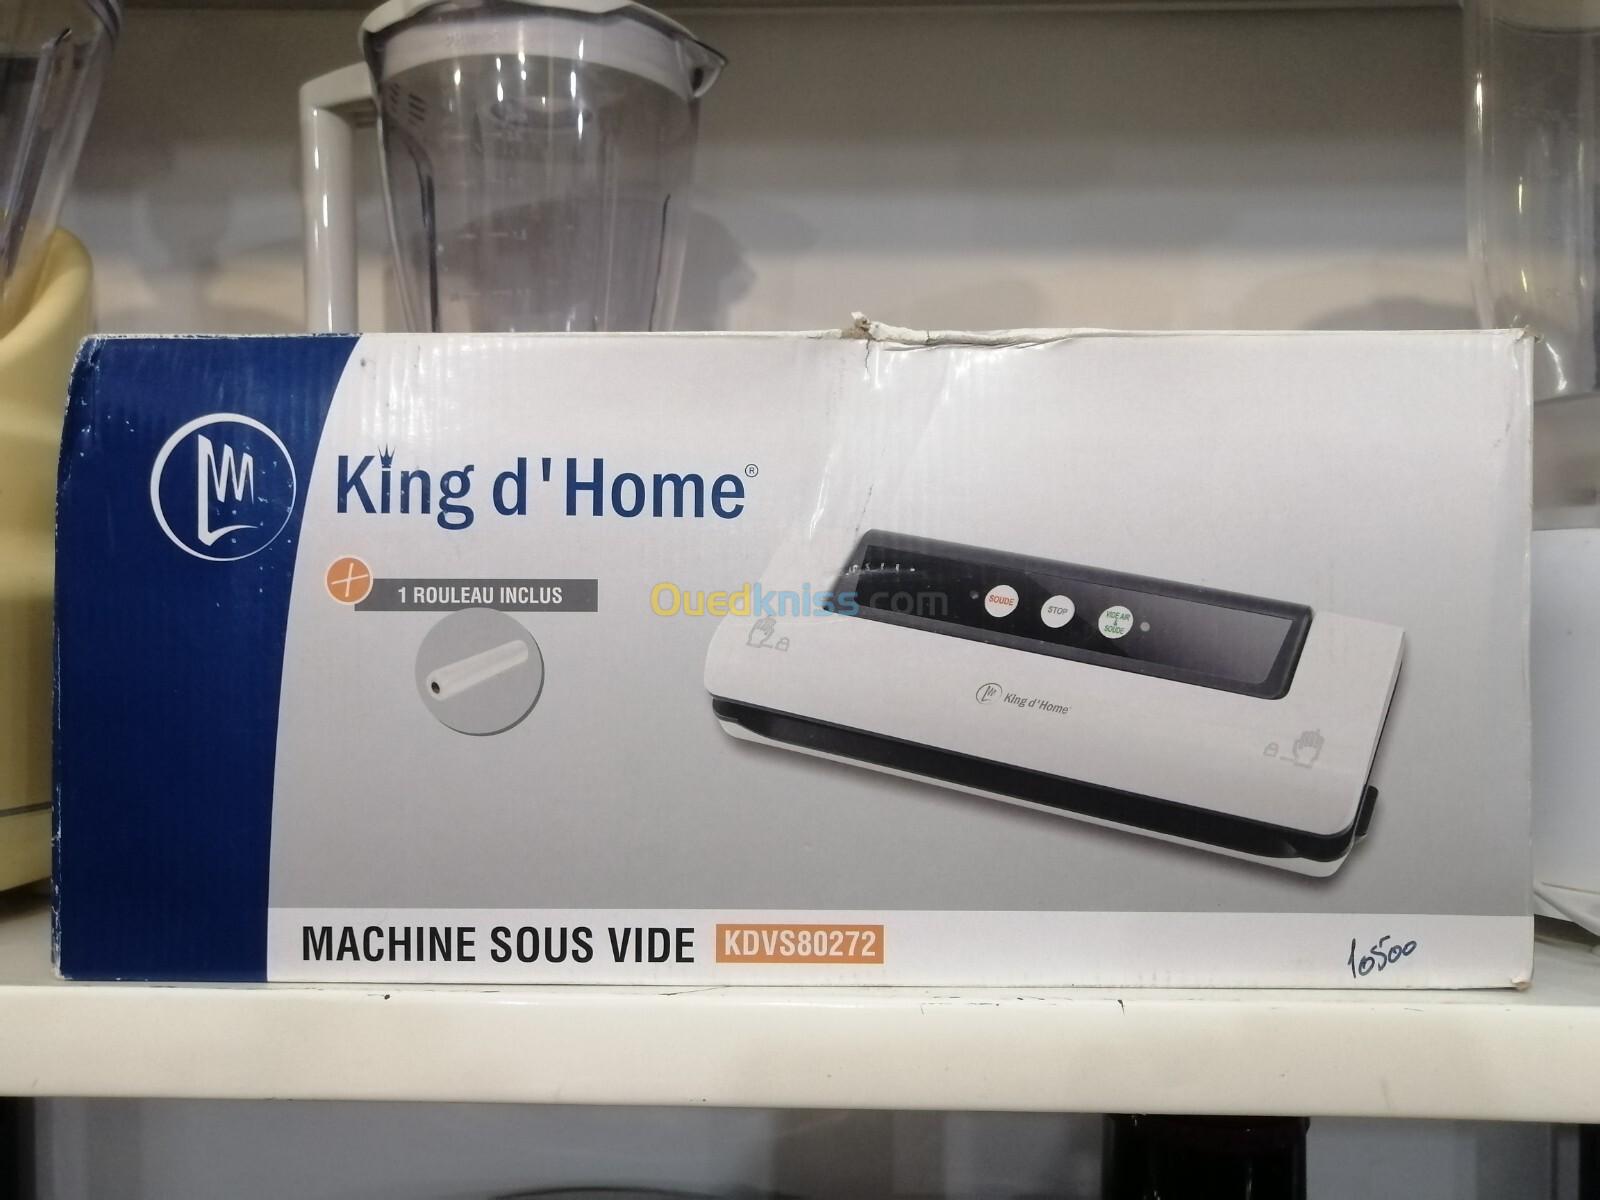 King d'Home®
1 ROULEAU INCLUS
Ouedkniss.com
SOUDE
STOP
VIDE AIR
&
SOUDE
King d'Home
MACHINE SOUS VIDE KDVS80272
10500